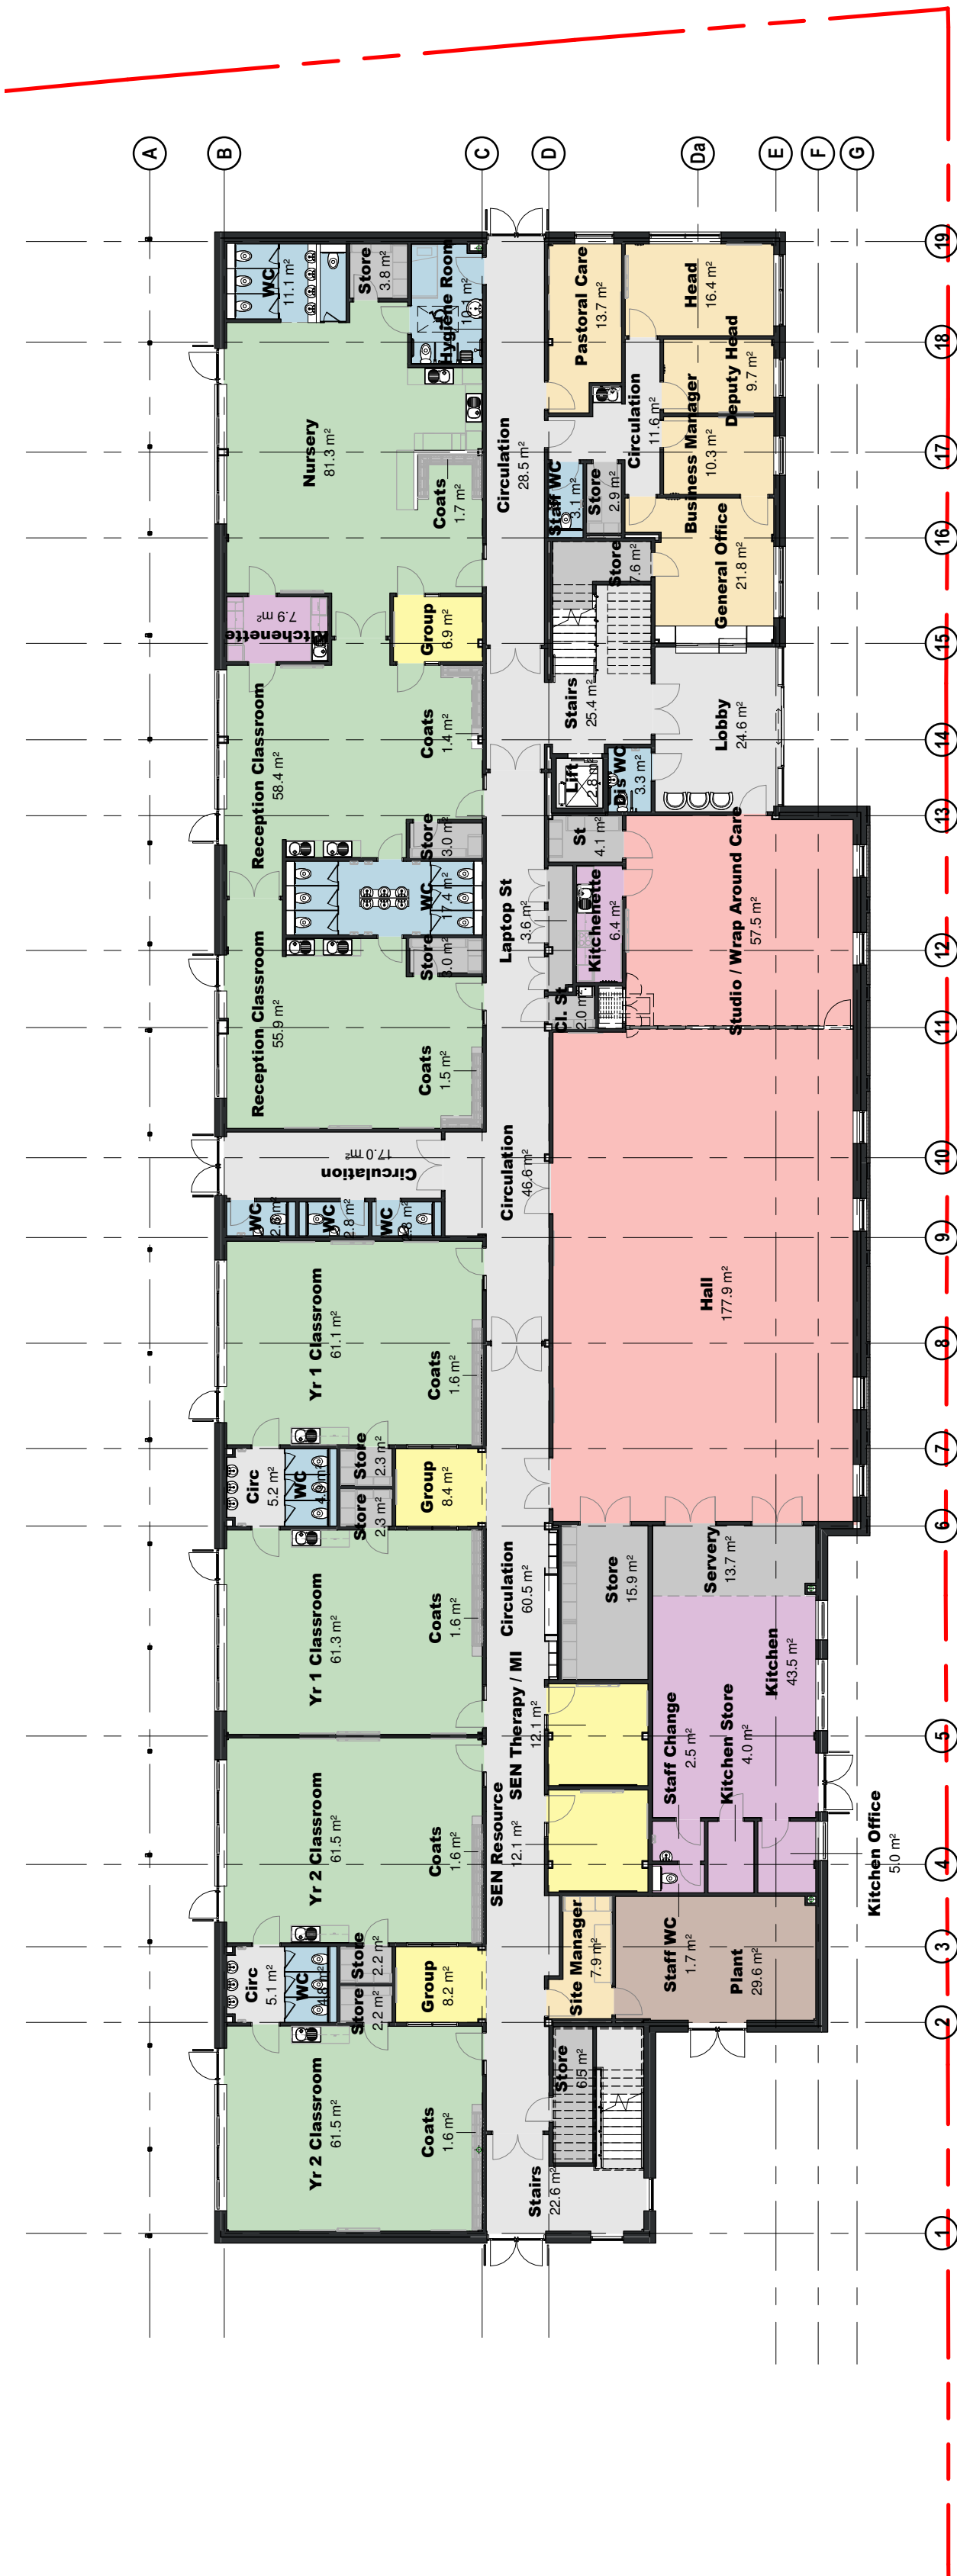 A
B
C
D
Da
E
F
G
WC
11.1 m²
Store
3.8 m²
Hygiene Room
Pastoral Care
13.7 m²
Head
16.4 m²
19
18
Nursery
81.3 m²
Coats
1.7 m²
Circulation
28.5 m²
Circulation
11.6 m²
Deputy Head
9.7 m²
Business Manager
10.3 m²
17
Staff WC
3.1 m²
Store
2.9 m²
Store
7.6 m²
General Office
21.8 m²
16
Kitchenette
7.9 m²
Group
6.9 m²
15
Reception Classroom
58.4 m²
Coats
1.4 m²
Stairs
25.4 m²
Lobby
24.6 m²
14
Lift
2.8 m²
Dis WC
3.3 m²
13
Store
3.0 m²
WC
17.4 m²
Store
3.0 m²
St
4.1 m²
Laptop St
3.6 m²
Kitchenette
6.4 m²
Studio / Wrap Around Care
57.5 m²
12
Cl. St
2.0 m²
11
Reception Classroom
55.9 m²
Coats
1.5 m²
Circulation
17.0 m²
Circulation
46.6 m²
10
WC
WC
2.8 m²
WC
9
Hall
177.9 m²
Yr 1 Classroom
61.1 m²
Coats
1.6 m²
8
7
Circ
5.2 m²
WC
Store
2.3 m²
Store
2.3 m²
Group
8.4 m²
6
Yr 1 Classroom
61.3 m²
Coats
1.6 m²
Circulation
60.5 m²
Store
15.9 m²
Servery
13.7 m²
Kitchen
43.5 m²
SEN Therapy / MI
12.1 m²
Staff Change
2.5 m²
Kitchen Store
4.0 m²
5
Yr 2 Classroom
61.5 m²
Coats
1.6 m²
SEN Resource
12.1 m²
Kitchen Office
5.0 m²
4
Circ
5.1 m²
WC
4.8 m²
Store
2.2 m²
Store
2.2 m²
Group
8.2 m²
Site Manager
7.9 m²
Staff WC
1.7 m²
Plant
29.6 m²
3
2
Yr 2 Classroom
61.5 m²
Coats
1.6 m²
Store
6.5 m²
Stairs
22.6 m²
1